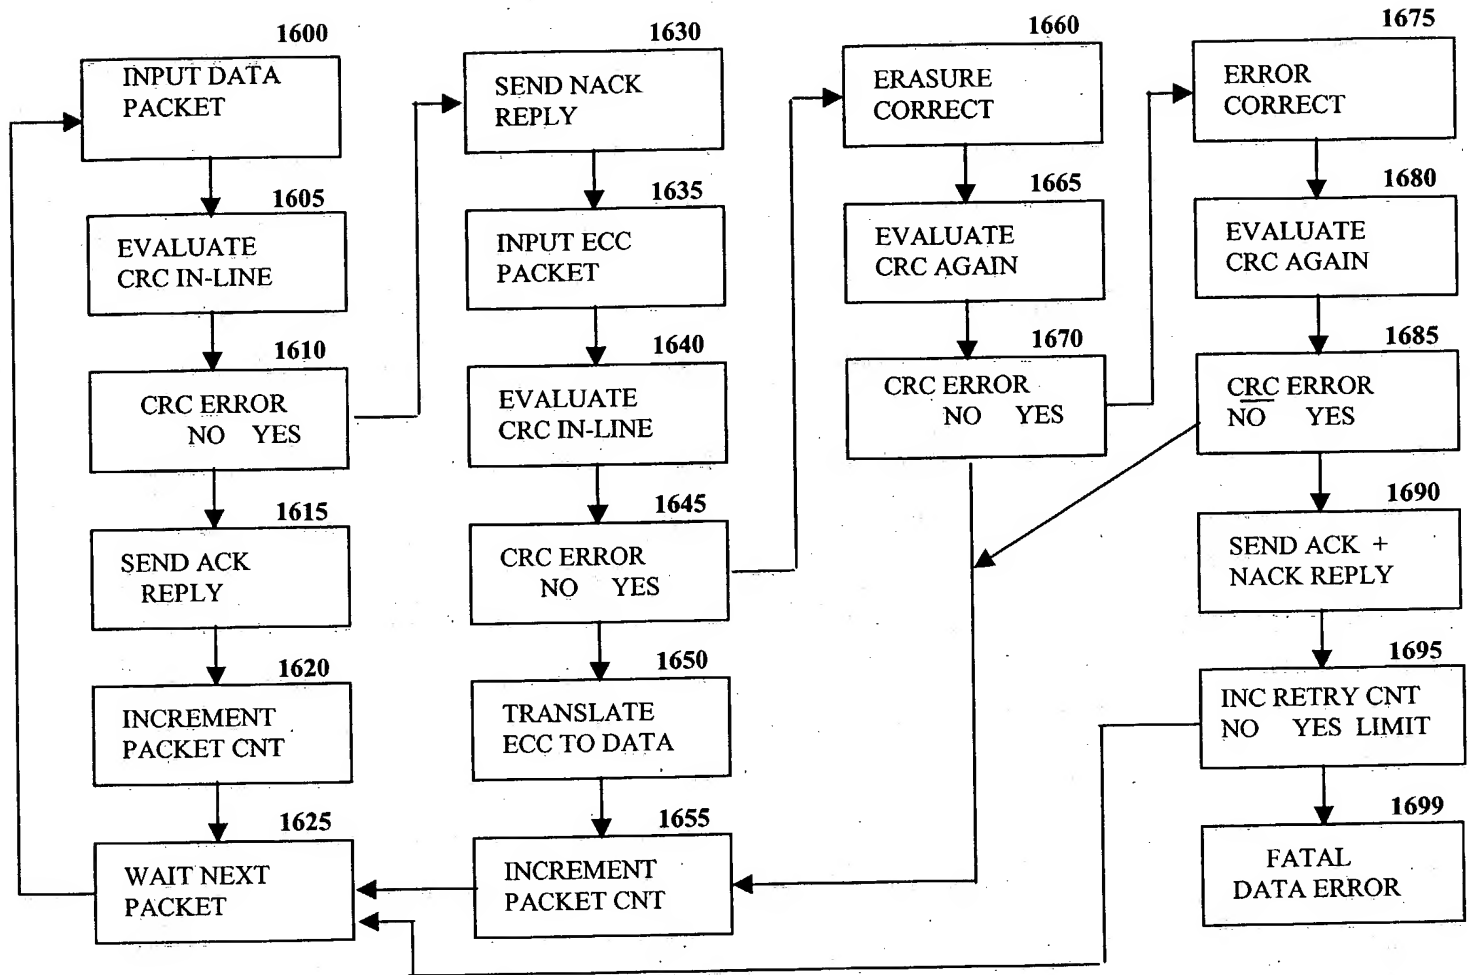 1600
INPUT DATA
PACKET
1605
EVALUATE
CRC IN-LINE
1610
CRC ERROR
NO YES
1615
SEND ACK
REPLY
1620
INCREMENT
PACKET CNT
1625
WAIT NEXT
PACKET
1630
SEND NACK
REPLY
1635
INPUT ECC
PACKET
1640
EVALUATE
CRC IN-LINE
1645
CRC ERROR
NO YES
1650
TRANSLATE
ECC TO DATA
1655
INCREMENT
PACKET CNT
1660
ERASURE
CORRECT
1665
EVALUATE
CRC AGAIN
1670
CRC ERROR
NO YES
1675
ERROR
CORRECT
1680
EVALUATE
CRC AGAIN
1685
CRC ERROR
NO YES
1690
SEND ACK +
NACK REPLY
1695
INC RETRY CNT
NO YES LIMIT
1699
FATAL
DATA ERROR